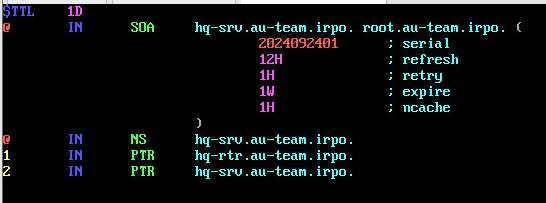 $TTL 1D
@ IN SOA hq-srv.au-team.irpo. root.au-team.irpo. (
2024092401 ; serial
12H ; refresh
1H ; retry
1W ; expire
1H ; ncache
)
@ IN NS hq-srv.au-team.irpo.
1 IN PTR hq-rtr.au-team.irpo.
2 IN PTR hq-srv.au-team.irpo.